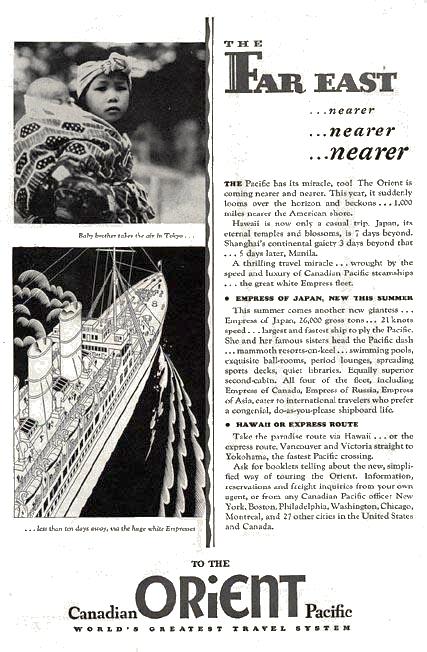 THE
FAR EAST
...nearer
...nearer
...nearer
THE Pacific has its miracle, too! The Orient is
coming nearer and nearer. This year, it suddenly
looms over the horizon and beckons...1,000
miles nearer the American shore.
Hawaii is now only a casual trip. Japan, its
eternal temples and blossoms, is 7 days beyond.
Shanghai's continental gaiety 3 days beyond that
... 5 days later, Manila.
A thrilling travel miracle...wrought by the
speed and luxury of Canadian Pacific steamships
...the great white Empress fleet.
● EMPRESS OF JAPAN, NEW THIS SUMMER
This summer comes another new giantess...
Empress of Japan, 26,000 gross tons...21 knots
speed...largest and fastest ship to ply the Pacific.
She and her famous sisters head the Pacific dash
...mammoth resorts-on-keel...swimming pools,
exquisite ball-rooms, period lounges, spreading
sports decks, quiet libraries. Equally superior
second-cabin. All four of the fleet, including
Empress of Canada, Empress of Russia, Empress
of Asia, cater to international travelers who prefer
a congenial, do-as-you-please shipboard life.
● HAWAII OR EXPRESS ROUTE
Take the paradise route via Hawaii...or the
express route, Vancouver and Victoria straight to
Yokohama, the fastest Pacific crossing.
Ask for booklets telling about the new, simpli-
fied way of touring the Orient. Information,
reservations and freight inquiries from your own
agent, or from any Canadian Pacific office: New
York, Boston, Philadelphia, Washington, Chicago,
Montreal, and 27 other cities in the United States
and Canada.
Baby brother takes the air in Tokyo...
...less than ten days away, via the huge white Empresses
TO THE
ORiENT
Canadian Pacific
WORLD'S GREATEST TRAVEL SYSTEM